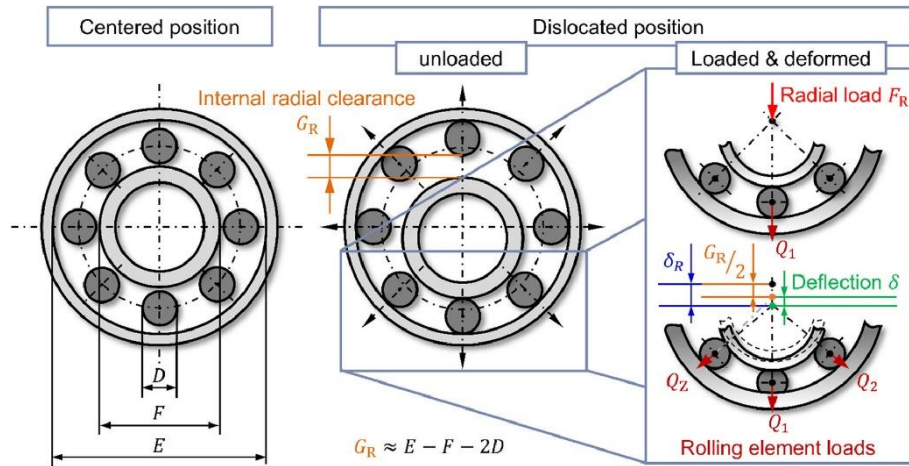 Centered position
Dislocated position
unloaded
Loaded & deformed
Internal radial clearance
G_R
Radial load F_R
Q_1
δ_R
G_R/2
Deflection δ
Q_Z
Q_2
Q_1
D
F
E
G_R ≈ E − F − 2D
Rolling element loads